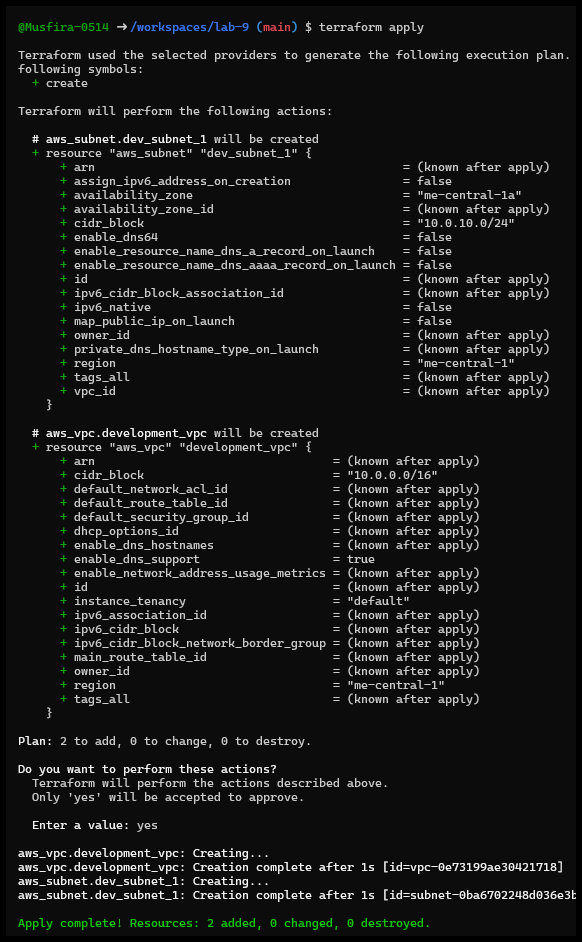 @Musfira-0514 ➜/workspaces/lab-9 (main) $ terraform apply
Terraform used the selected providers to generate the following execution plan.
following symbols:
  + create
Terraform will perform the following actions:
  # aws_subnet.dev_subnet_1 will be created
  + resource "aws_subnet" "dev_subnet_1" {
      + arn                                            = (known after apply)
      + assign_ipv6_address_on_creation                = false
      + availability_zone                              = "me-central-1a"
      + availability_zone_id                           = (known after apply)
      + cidr_block                                     = "10.0.10.0/24"
      + enable_dns64                                   = false
      + enable_resource_name_dns_a_record_on_launch    = false
      + enable_resource_name_dns_aaaa_record_on_launch = false
      + id                                             = (known after apply)
      + ipv6_cidr_block_association_id                 = (known after apply)
      + ipv6_native                                    = false
      + map_public_ip_on_launch                        = false
      + owner_id                                       = (known after apply)
      + private_dns_hostname_type_on_launch            = (known after apply)
      + region                                         = "me-central-1"
      + tags_all                                       = (known after apply)
      + vpc_id                                         = (known after apply)
    }
  # aws_vpc.development_vpc will be created
  + resource "aws_vpc" "development_vpc" {
      + arn                                  = (known after apply)
      + cidr_block                           = "10.0.0.0/16"
      + default_network_acl_id               = (known after apply)
      + default_route_table_id               = (known after apply)
      + default_security_group_id            = (known after apply)
      + dhcp_options_id                      = (known after apply)
      + enable_dns_hostnames                 = (known after apply)
      + enable_dns_support                   = true
      + enable_network_address_usage_metrics = (known after apply)
      + id                                   = (known after apply)
      + instance_tenancy                     = "default"
      + ipv6_association_id                  = (known after apply)
      + ipv6_cidr_block                      = (known after apply)
      + ipv6_cidr_block_network_border_group = (known after apply)
      + main_route_table_id                  = (known after apply)
      + owner_id                             = (known after apply)
      + region                               = "me-central-1"
      + tags_all                             = (known after apply)
    }
Plan: 2 to add, 0 to change, 0 to destroy.
Do you want to perform these actions?
  Terraform will perform the actions described above.
  Only 'yes' will be accepted to approve.
  Enter a value: yes
aws_vpc.development_vpc: Creating...
aws_vpc.development_vpc: Creation complete after 1s [id=vpc-0e73199ae30421718]
aws_subnet.dev_subnet_1: Creating...
aws_subnet.dev_subnet_1: Creation complete after 1s [id=subnet-0ba6702248d036e3b
Apply complete! Resources: 2 added, 0 changed, 0 destroyed.